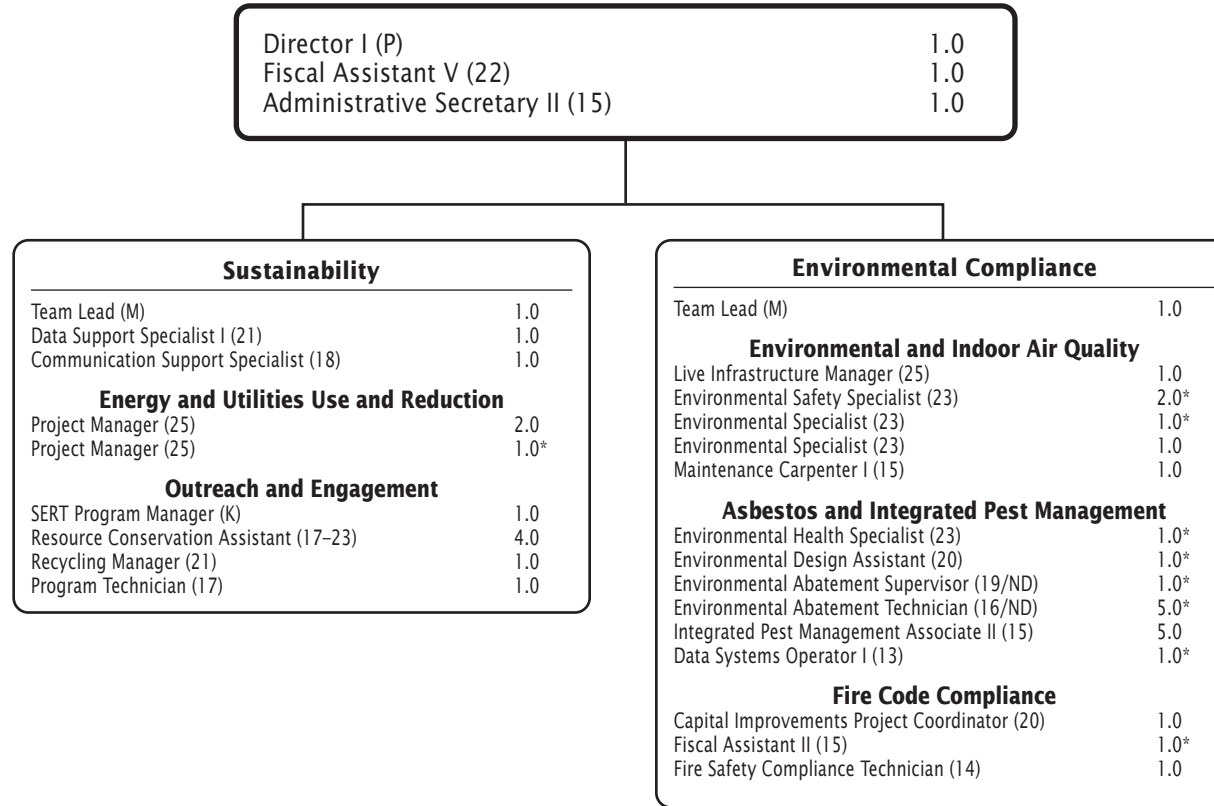 Director I (P) 1.0
Fiscal Assistant V (22) 1.0
Administrative Secretary II (15) 1.0
Sustainability
Team Lead (M) 1.0
Data Support Specialist I (21) 1.0
Communication Support Specialist (18) 1.0
Energy and Utilities Use and Reduction
Project Manager (25) 2.0
Project Manager (25) 1.0*
Outreach and Engagement
SERT Program Manager (K) 1.0
Resource Conservation Assistant (17–23) 4.0
Recycling Manager (21) 1.0
Program Technician (17) 1.0
Environmental Compliance
Team Lead (M) 1.0
Environmental and Indoor Air Quality
Live Infrastructure Manager (25) 1.0
Environmental Safety Specialist (23) 2.0*
Environmental Specialist (23) 1.0*
Environmental Specialist (23) 1.0
Maintenance Carpenter I (15) 1.0
Asbestos and Integrated Pest Management
Environmental Health Specialist (23) 1.0*
Environmental Design Assistant (20) 1.0*
Environmental Abatement Supervisor (19/ND) 1.0*
Environmental Abatement Technician (16/ND) 5.0*
Integrated Pest Management Associate II (15) 5.0
Data Systems Operator I (13) 1.0*
Fire Code Compliance
Capital Improvements Project Coordinator (20) 1.0
Fiscal Assistant II (15) 1.0*
Fire Safety Compliance Technician (14) 1.0